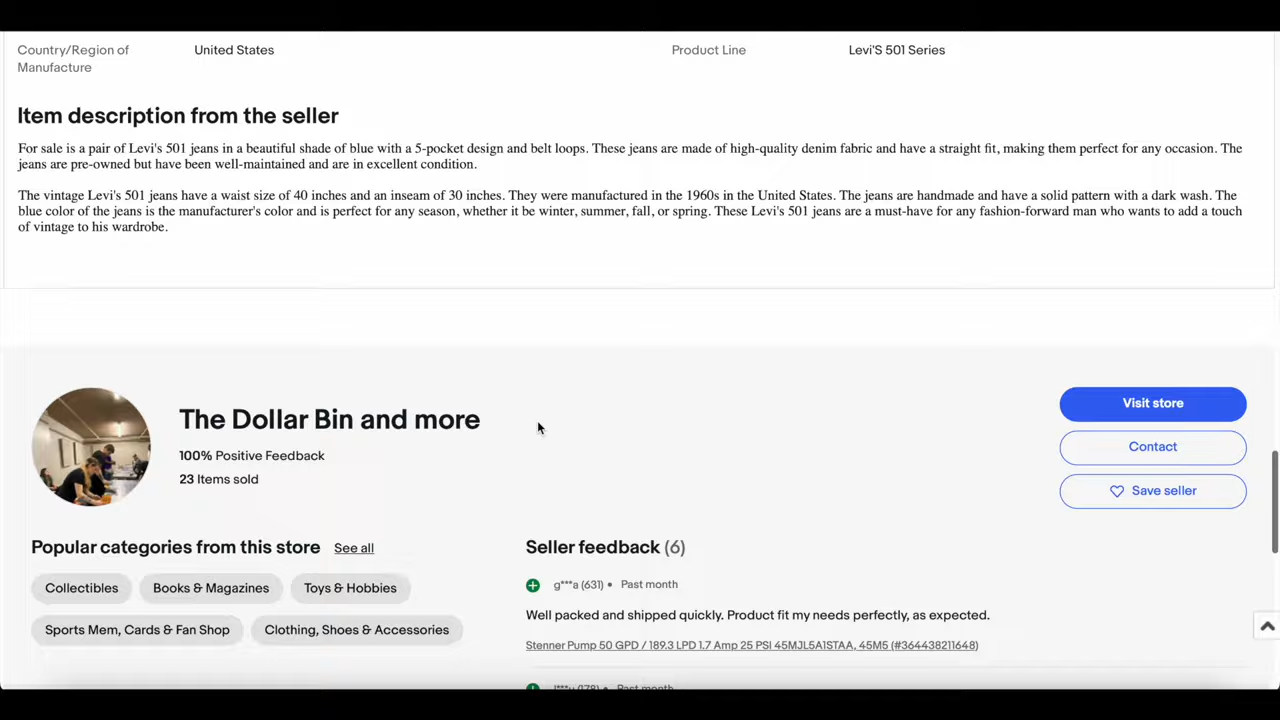 Country/Region of Manufacture
United States
Product Line
Levi'S 501 Series
Item description from the seller
For sale is a pair of Levi's 501 jeans in a beautiful shade of blue with a 5-pocket design and belt loops. These jeans are made of high-quality denim fabric and have a straight fit, making them perfect for any occasion. The
jeans are pre-owned but have been well-maintained and are in excellent condition.
The vintage Levi's 501 jeans have a waist size of 40 inches and an inseam of 30 inches. They were manufactured in the 1960s in the United States. The jeans are handmade and have a solid pattern with a dark wash. The
blue color of the jeans is the manufacturer's color and is perfect for any season, whether it be winter, summer, fall, or spring. These Levi's 501 jeans are a must-have for any fashion-forward man who wants to add a touch
of vintage to his wardrobe.
The Dollar Bin and more
100% Positive Feedback
23 Items sold
Visit store
Contact
Save seller
Popular categories from this store See all
Collectibles
Books & Magazines
Toys & Hobbies
Sports Mem, Cards & Fan Shop
Clothing, Shoes & Accessories
Seller feedback (6)
g***a (631) • Past month
Well packed and shipped quickly. Product fit my needs perfectly, as expected.
Stenner Pump 50 GPD / 189.3 LPD 1.7 Amp 25 PSI 45MJL5A1STAA, 45M5 (#364438211648)
Past month